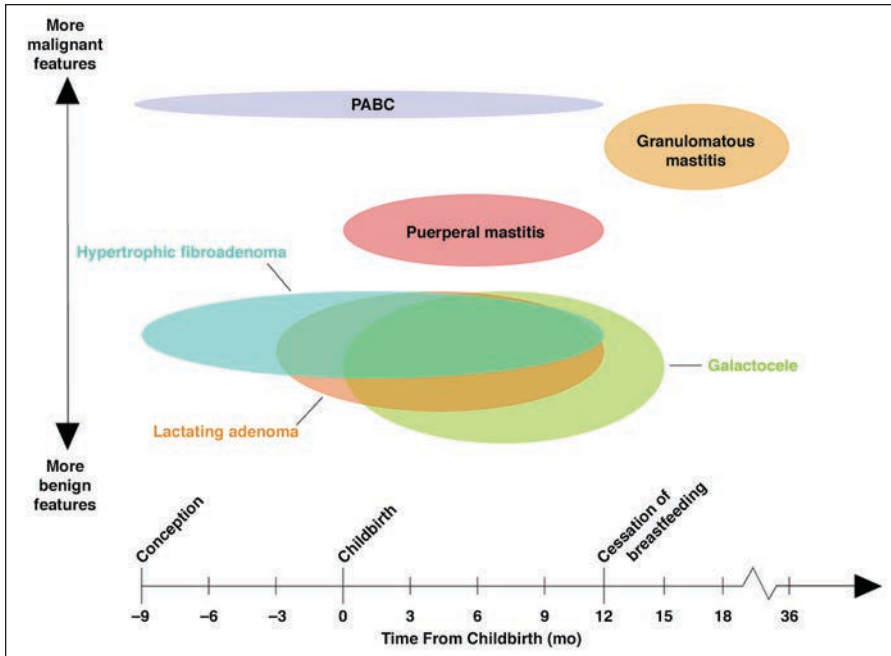 More
malignant
features
PABC
Granulomatous
mastitis
Puerperal mastitis
Hypertrophic fibroadenoma
Galactocele
Lactating adenoma
More
benign
features
Conception
Childbirth
Cessation of
breastfeeding
–9 –6 –3 0 3 6 9 12 15 18 36
Time From Childbirth (mo)